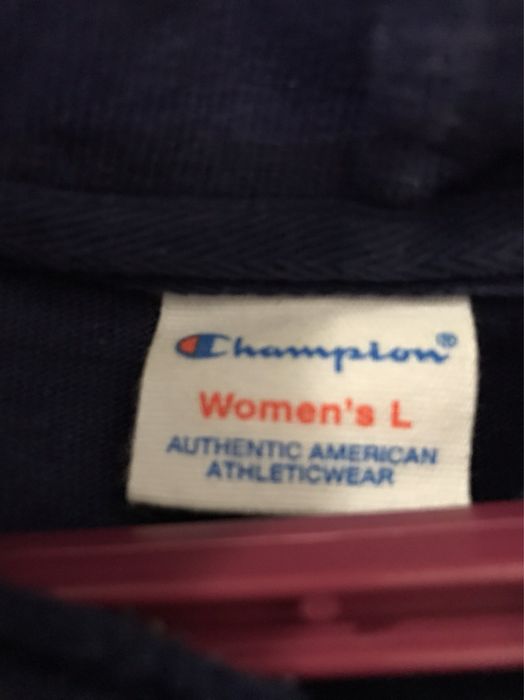 Champion®
Women's L
AUTHENTIC AMERICAN
ATHLETICWEAR